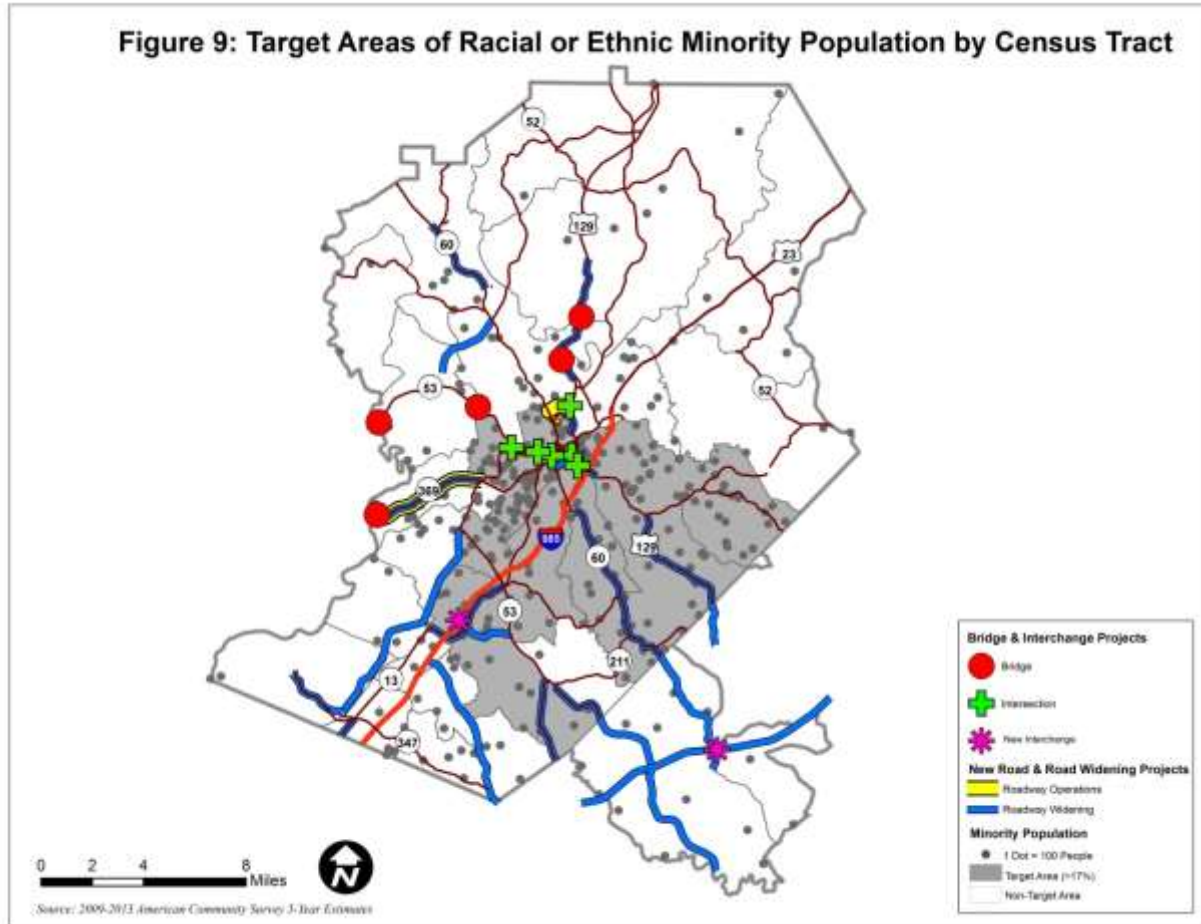 Figure 9: Target Areas of Racial or Ethnic Minority Population by Census Tract
52
129
60
23
53
52
369
985
60
129
53
211
13
347
Bridge & Interchange Projects
Bridge
Intersection
New Interchange
New Road & Road Widening Projects
Roadway Operations
Roadway Widening
Minority Population
1 Dot = 100 People
Target Area (>17%)
Non-Target Area
0 2 4 8
Miles
N
Source: 2009-2013 American Community Survey 5-Year Estimates